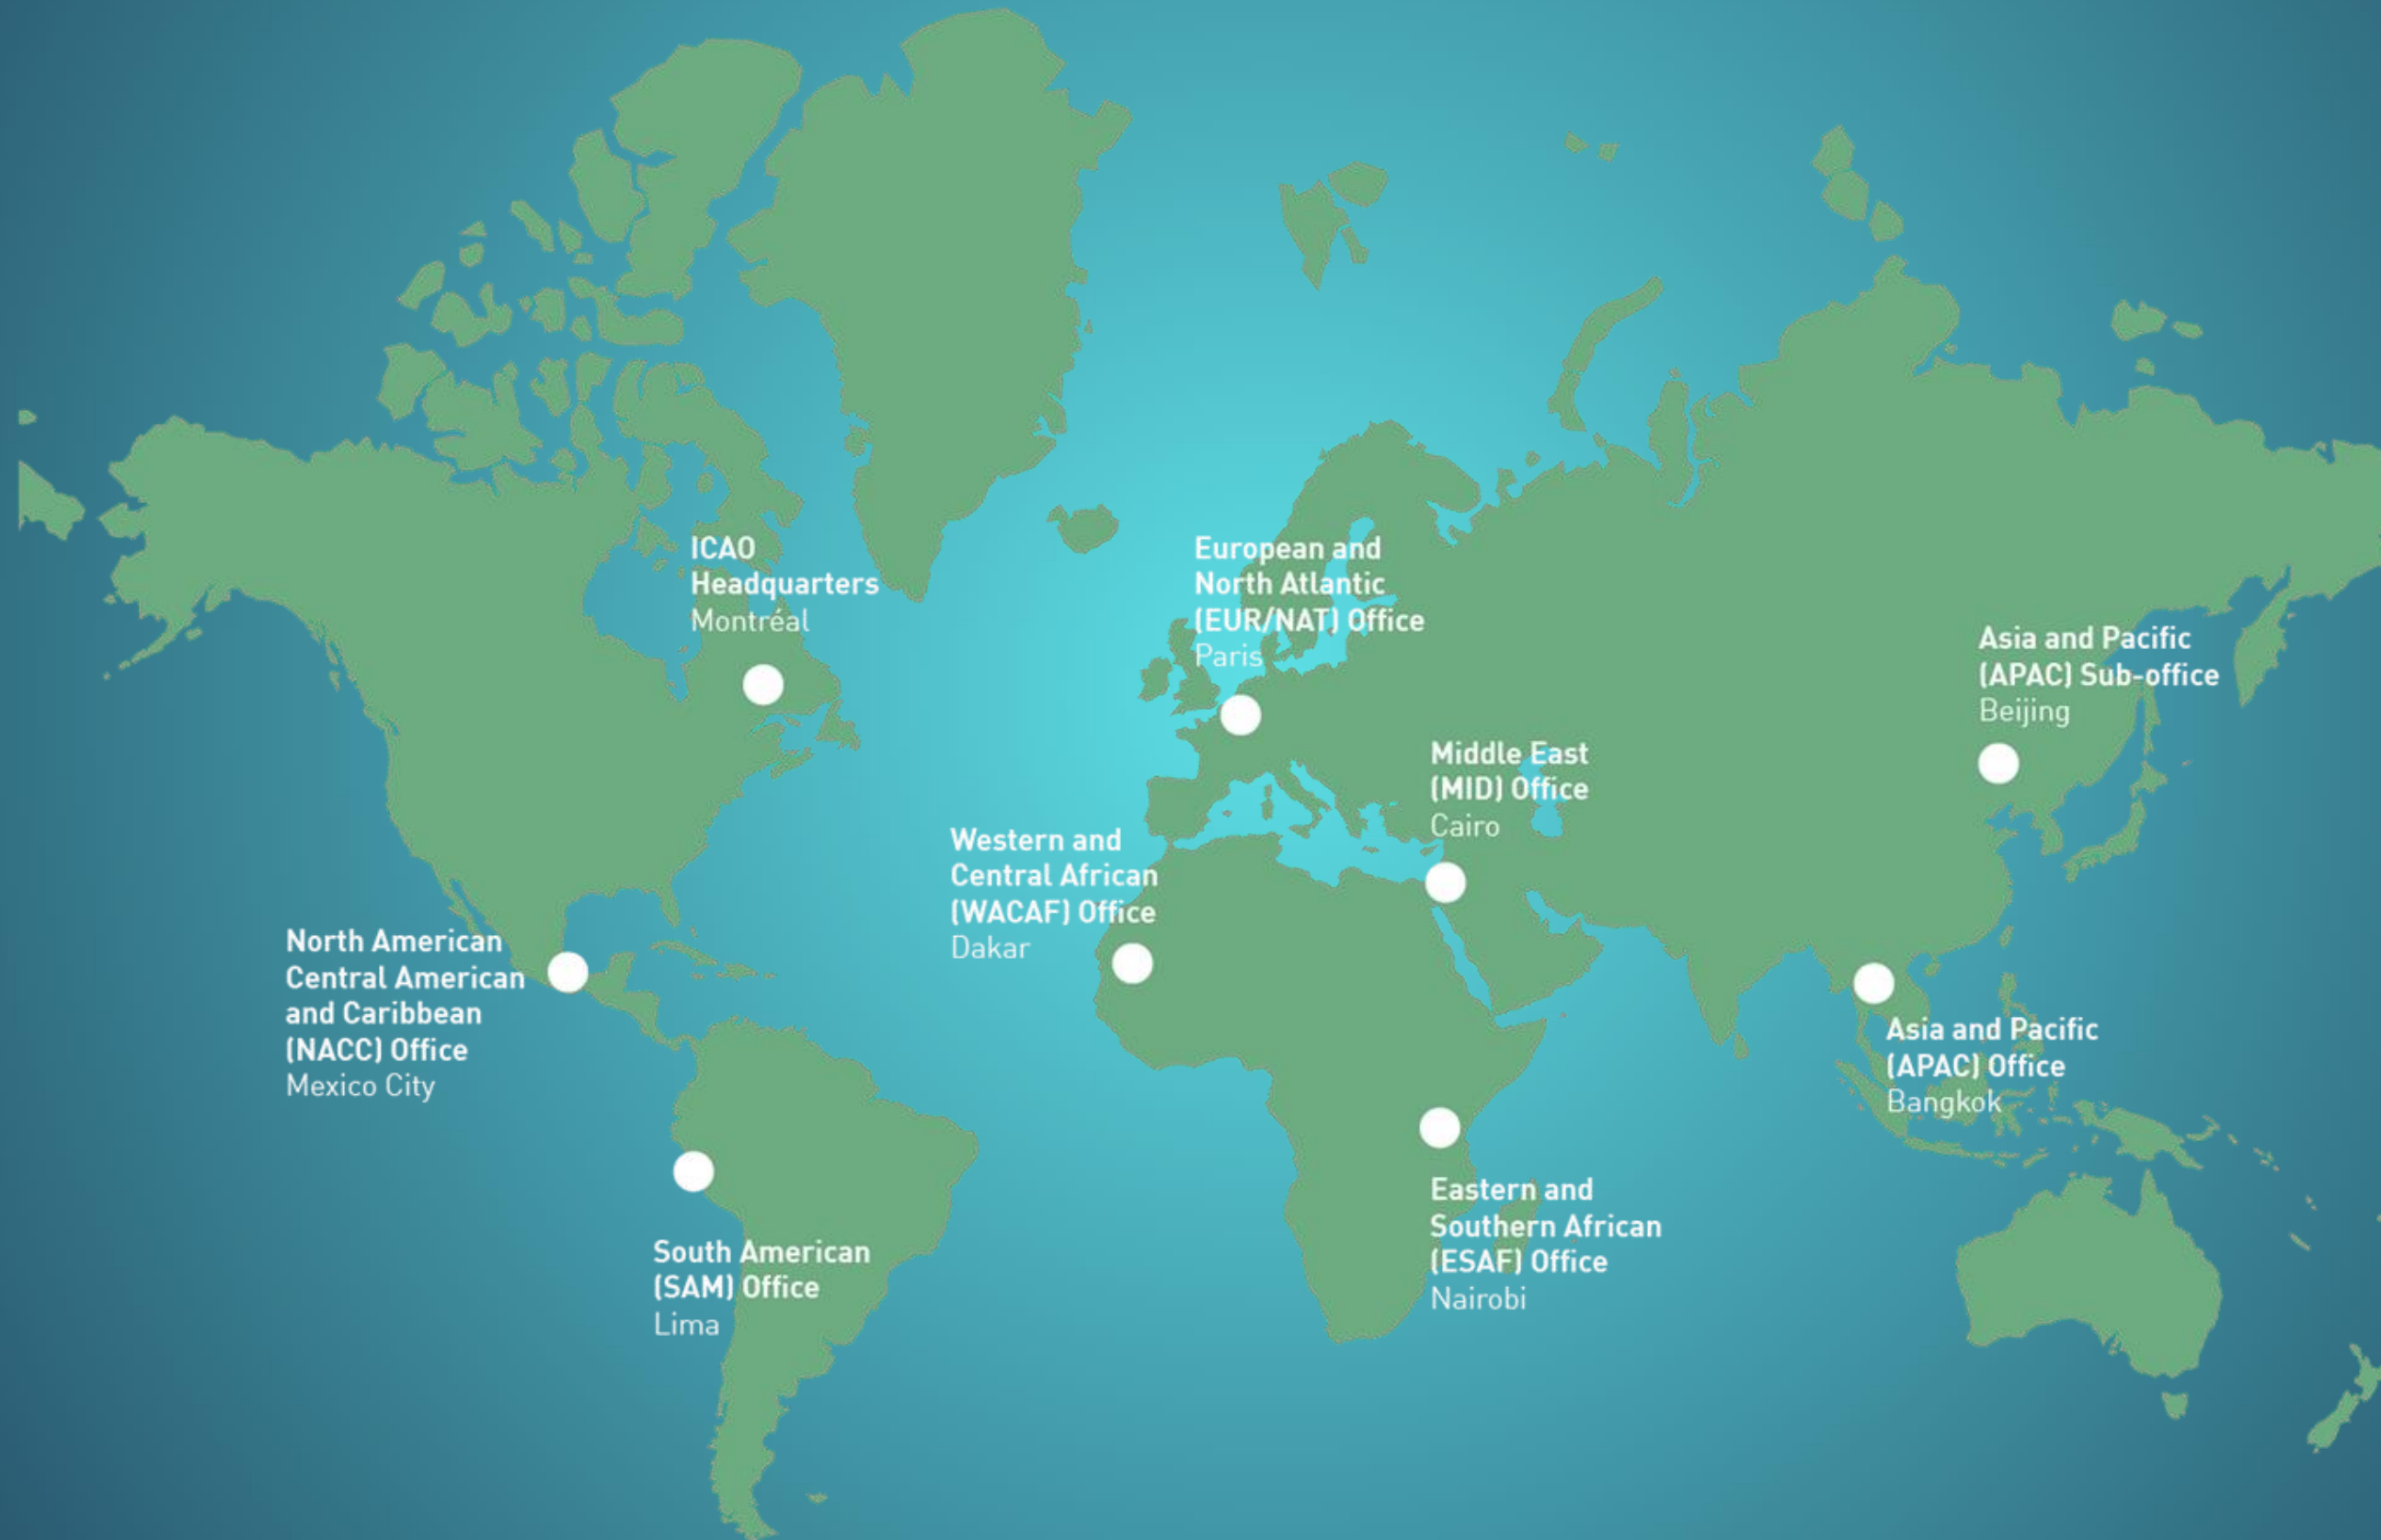 ICAO
Headquarters
Montréal
European and
North Atlantic
(EUR/NAT) Office
Paris
Asia and Pacific
(APAC) Sub-office
Beijing
Middle East
(MID) Office
Cairo
Western and
Central African
(WACAF) Office
Dakar
North American
Central American
and Caribbean
(NACC) Office
Mexico City
Asia and Pacific
(APAC) Office
Bangkok
Eastern and
Southern African
(ESAF) Office
Nairobi
South American
(SAM) Office
Lima